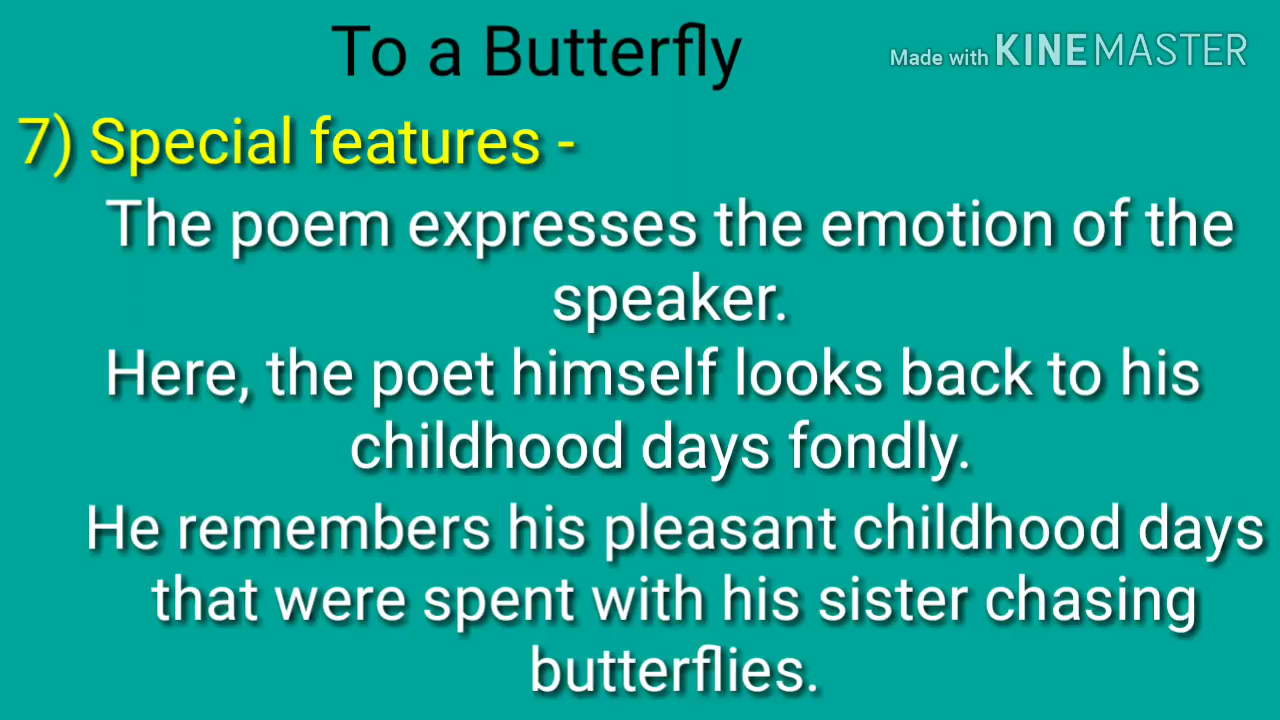 To a Butterfly
Made with KINEMASTER
7) Special features -
The poem expresses the emotion of the
speaker.
Here, the poet himself looks back to his
childhood days fondly.
He remembers his pleasant childhood days
that were spent with his sister chasing
butterflies.